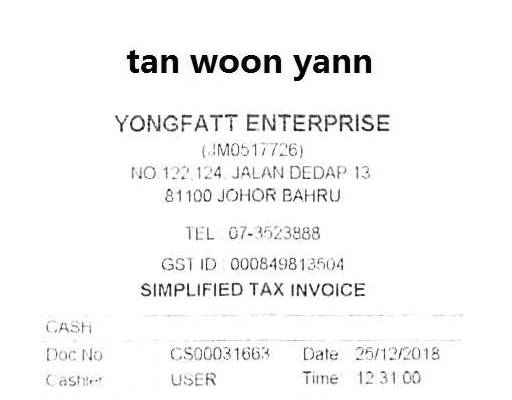 tan woon yann
YONGFATT ENTERPRISE
(JM0517726)
NO 122,124, JALAN DEDAP 13
81100 JOHOR BAHRU
TEL : 07-3523888
GST ID : 000849813504
SIMPLIFIED TAX INVOICE
CASH
Doc No : CS00031663 Date: 25/12/2018
Cashier : USER Time: 12:31:00